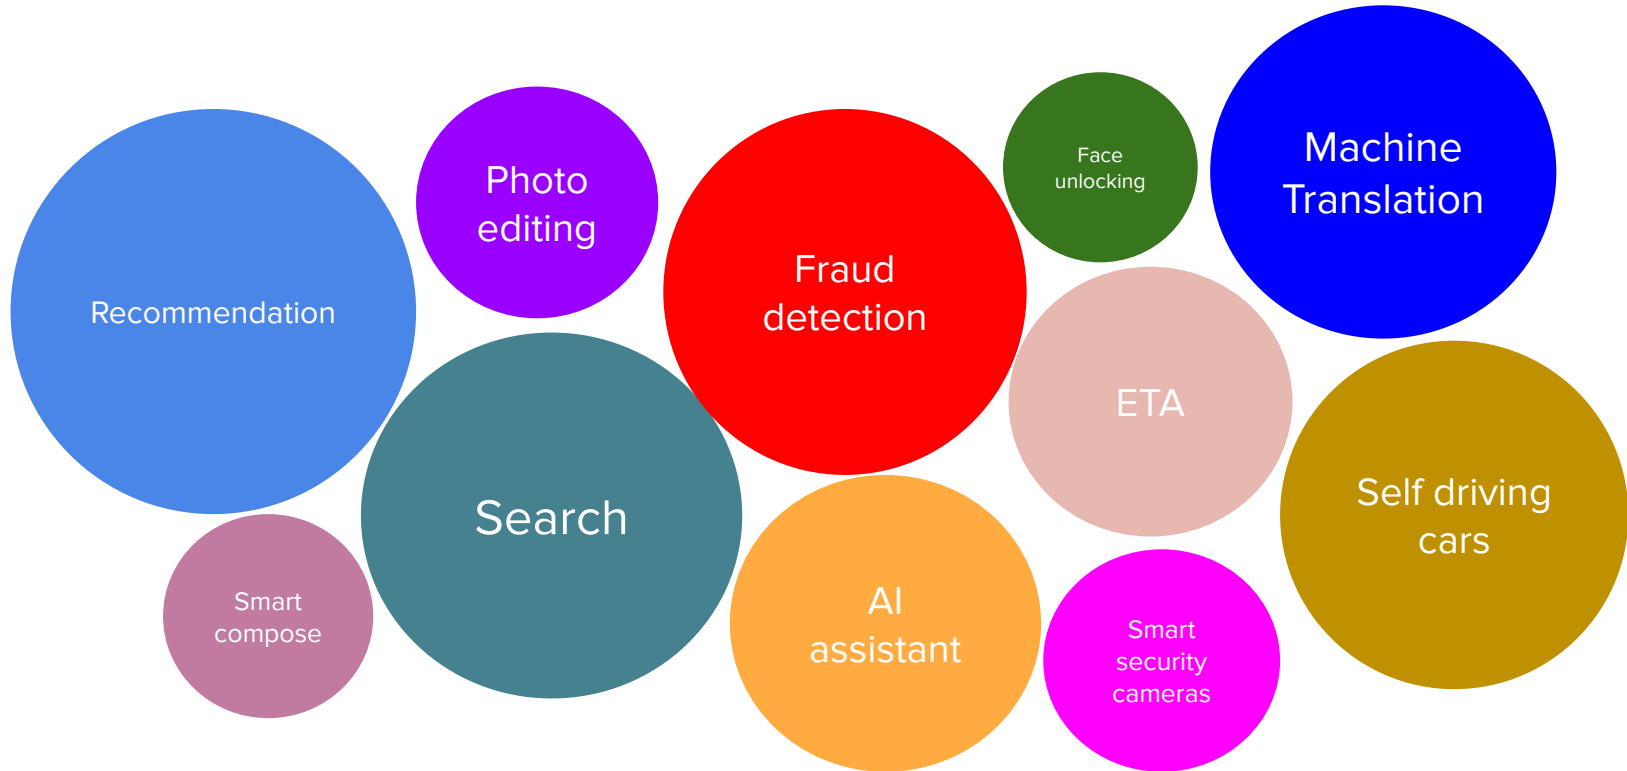 Recommendation
Photo
editing
Fraud
detection
Face
unlocking
Machine
Translation
Smart
compose
Search
AI
assistant
ETA
Smart
security
cameras
Self driving
cars